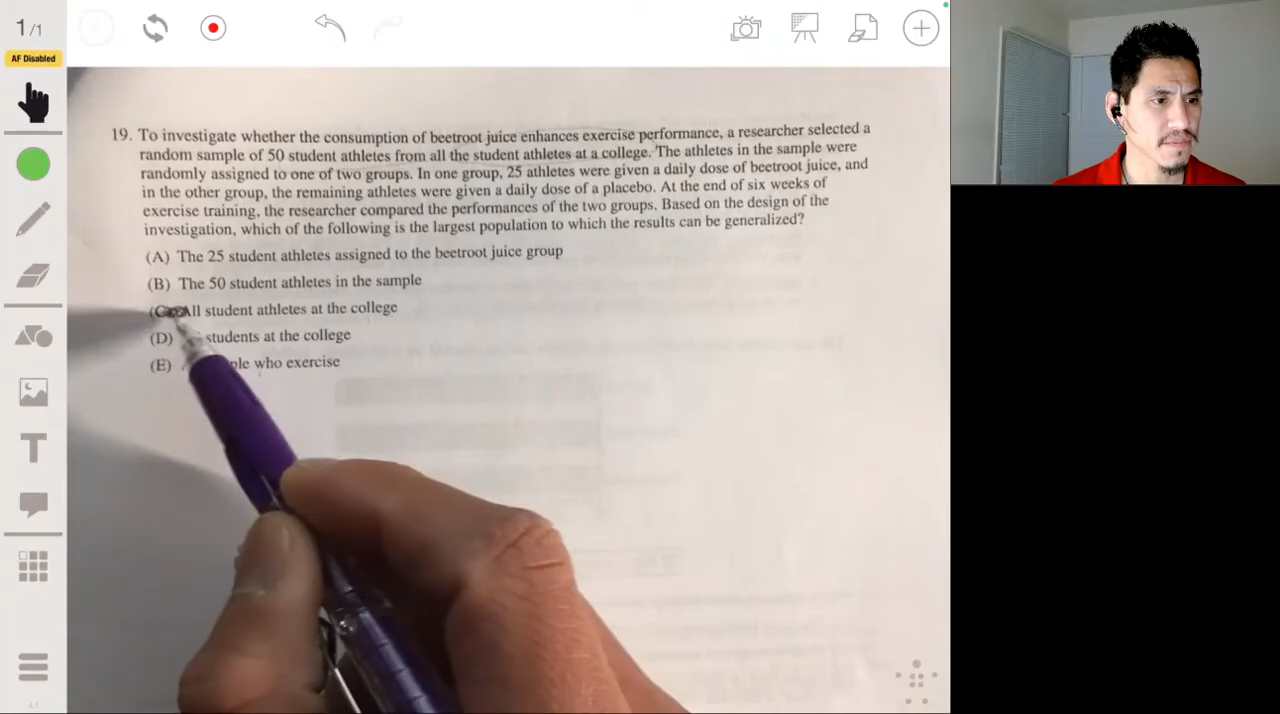 1/1
AF Disabled
19. To investigate whether the consumption of beetroot juice enhances exercise performance, a researcher selected a
random sample of 50 student athletes from all the student athletes at a college. The athletes in the sample were
randomly assigned to one of two groups. In one group, 25 athletes were given a daily dose of beetroot juice, and
in the other group, the remaining athletes were given a daily dose of a placebo. At the end of six weeks of
exercise training, the researcher compared the performances of the two groups. Based on the design of the
investigation, which of the following is the largest population to which the results can be generalized?
(A) The 25 student athletes assigned to the beetroot juice group
(B) The 50 student athletes in the sample
(C) All student athletes at the college
(D) students at the college
(E) who exercise
T